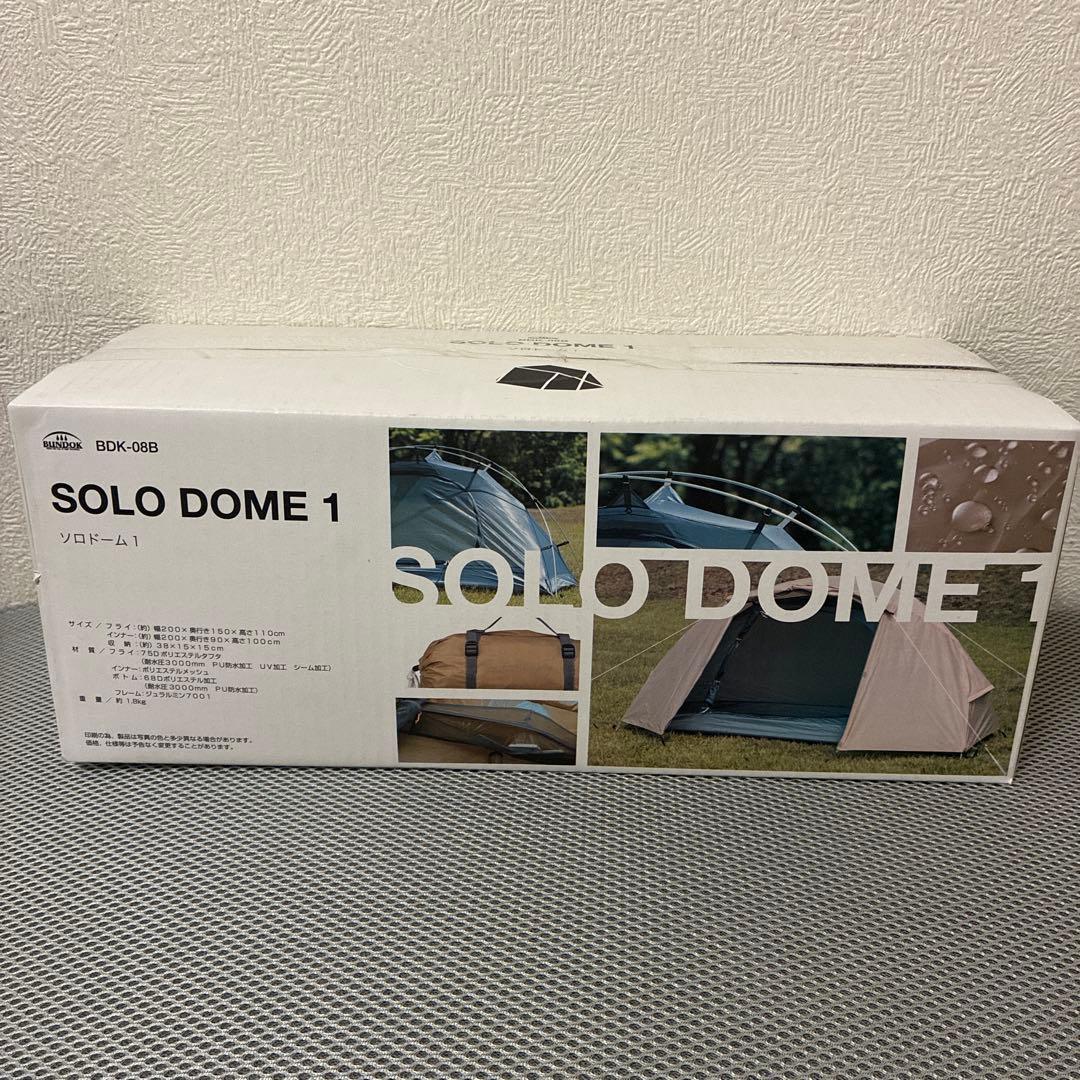 BDK-08B
SOLO DOME 1
ソロドーム1
BUNDOK
BDK-08B
SOLO DOME 1
ソロドーム1
サイズ / フライ:(約) 幅200×奥行き150×高さ110cm
インナー:(約) 幅200×奥行き90×高さ100cm
収 納:(約) 38×15×15cm
材 質 / フライ:75Dポリエステルタフタ
(耐水圧3000mm PU防水加工 UV加工 シーム加工)
インナー:ポリエステルメッシュ
ボトム:68Dポリエステル加工
(耐水圧3000mm PU防水加工)
フレーム:ジュラルミン7001
重 量 / 約1.8kg
印刷の為、製品は写真の色と多少異なる場合があります。
価格、仕様等は予告なく変更することがあります。
SOLO DOME 1